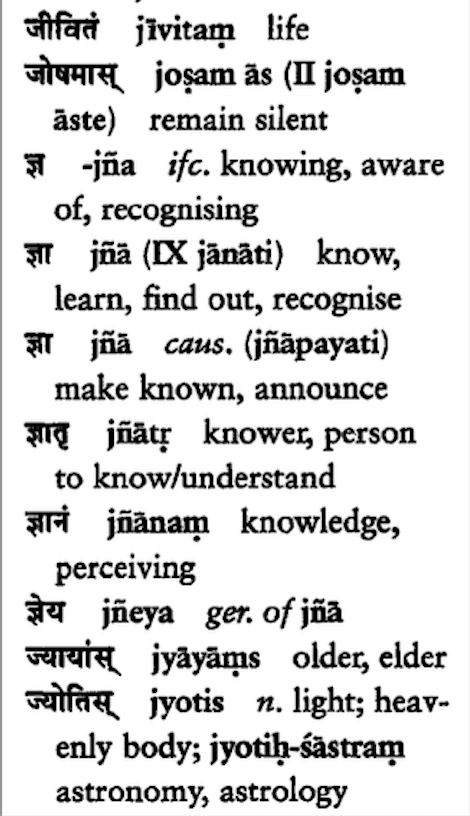 जीवितं jīvitaṃ life
जोषमास् joṣam ās (II joṣam
āste) remain silent
ज्ञ -jña ifc. knowing, aware
of, recognising
ज्ञा jñā (IX jānāti) know,
learn, find out, recognise
ज्ञा jñā caus. (jñāpayati)
make known, announce
ज्ञातृ jñātṛ knower, person
to know/understand
ज्ञानं jñānaṃ knowledge,
perceiving
ज्ञेय jñeya ger. of jñā
ज्यायांस् jyāyāṃs older, elder
ज्योतिस् jyotis n. light; heav-
enly body; jyotiḥ-śāstraṃ
astronomy, astrology